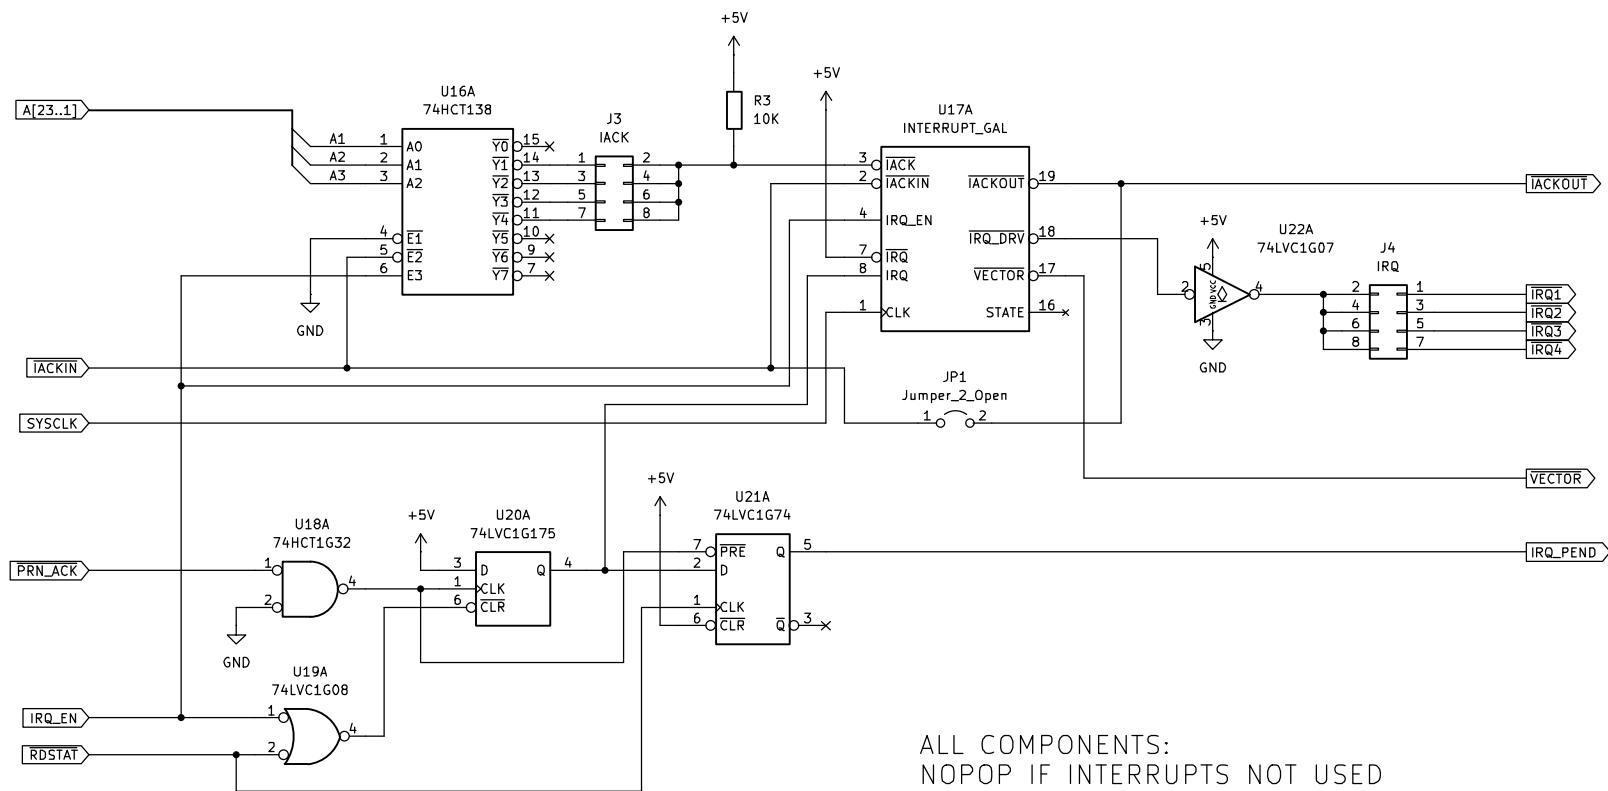 +5V
+5V
A[23..1]
U16A
74HCT138
A1 1 A0
A2 2 A1
A3 3 A2
4 E1
5 E2
6 E3
Y0 15
Y1 14
Y2 13
Y3 12
Y4 11
Y5 10
Y6 9
Y7 7
GND
J3
IACK
1 2
3 4
5 6
7 8
R3
10K
U17A
INTERRUPT_GAL
3 IACK
2 IACKIN
4 IRQ_EN
7 IRQ
8 IRQ
1 CLK
IACKOUT 19
IRQ_DRV 18
VECTOR 17
STATE 16
IACKOUT
+5V
U22A
74LVC1G07
2 4
5 VCC
GND 3
GND
J4
IRQ
2 1
4 3
6 5
8 7
IRQ1
IRQ2
IRQ3
IRQ4
IACKIN
SYSCLK
JP1
Jumper_2_Open
1 2
VECTOR
PRN_ACK
U18A
74HCT1G32
1
2
4
GND
+5V
U20A
74LVC1G175
3 D
1 CLK
6 CLR
Q 4
+5V
U21A
74LVC1G74
7 PRE
2 D
1 CLK
6 CLR
Q 5
Q 3
IRQ_PEND
U19A
74LVC1G08
1
2
4
IRQ_EN
RDSTAT
ALL COMPONENTS:
NOPOP IF INTERRUPTS NOT USED